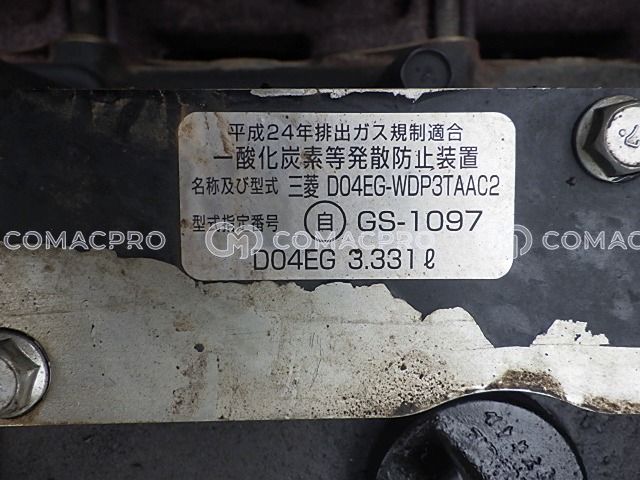 平成24年排出ガス規制適合
一酸化炭素等発散防止装置
名称及び型式 三菱 D04EG-WDP3TAAC2
型式指定番号 自 GS-1097
COMACPRO COMACPRO COMACPRO
D04EG 3.331ℓ